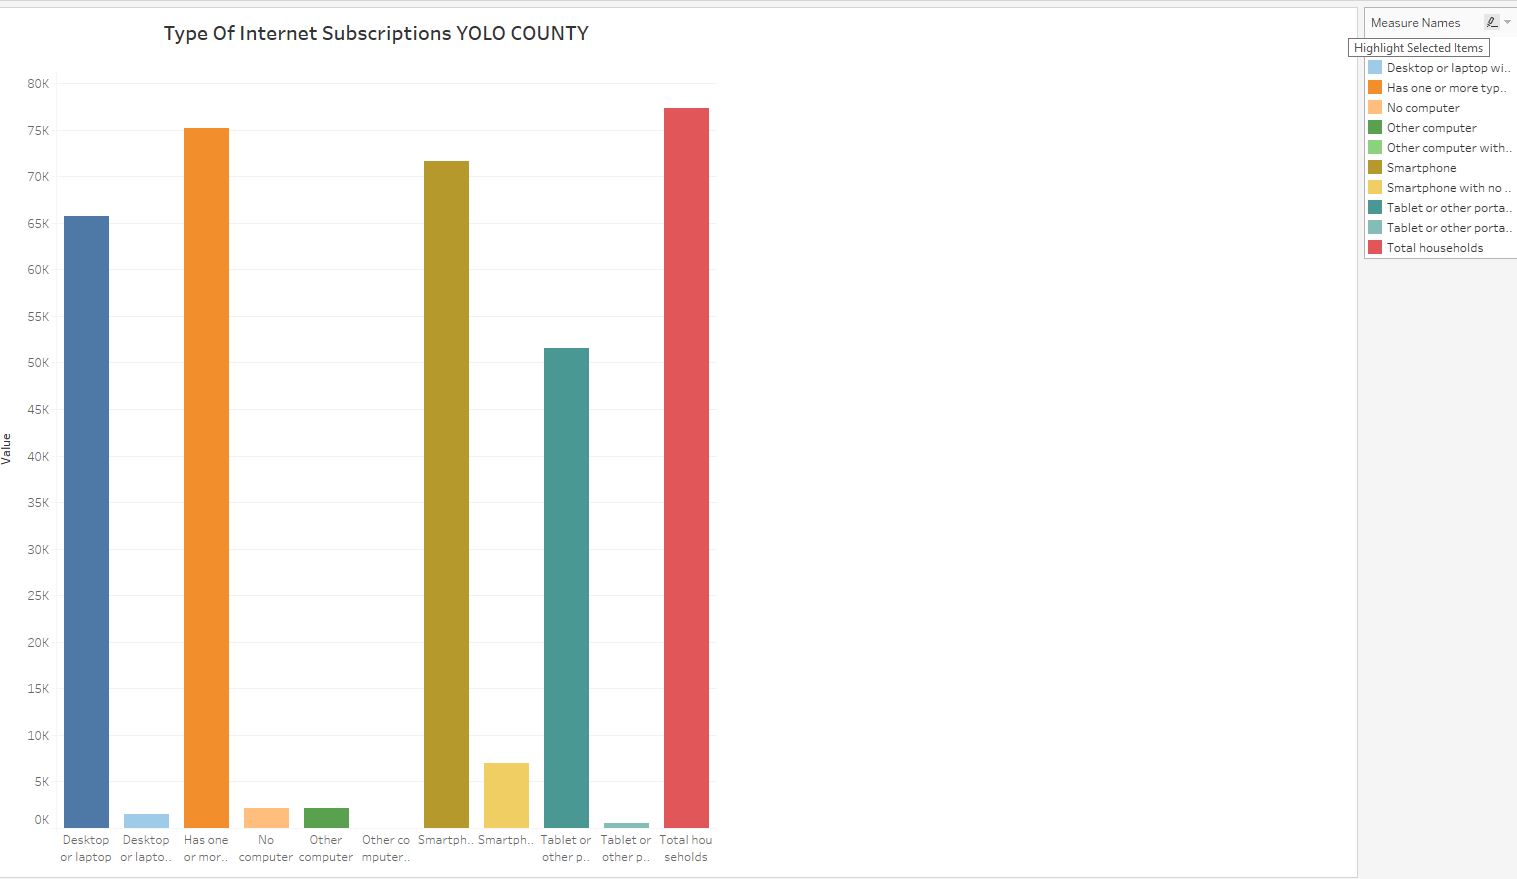 Type Of Internet Subscriptions YOLO COUNTY
80K
75K
70K
65K
60K
55K
50K
45K
40K
35K
30K
25K
20K
15K
10K
5K
0K
Value
Desktop or laptop
Desktop or lapto..
Has one or mor..
No computer
Other computer
Other co mputer..
Smartph..
Smartph..
Tablet or other p..
Tablet or other p..
Total hou seholds
Measure Names
Highlight Selected Items
Desktop or laptop wi..
Has one or more typ..
No computer
Other computer
Other computer with..
Smartphone
Smartphone with no ..
Tablet or other porta..
Tablet or other porta..
Total households